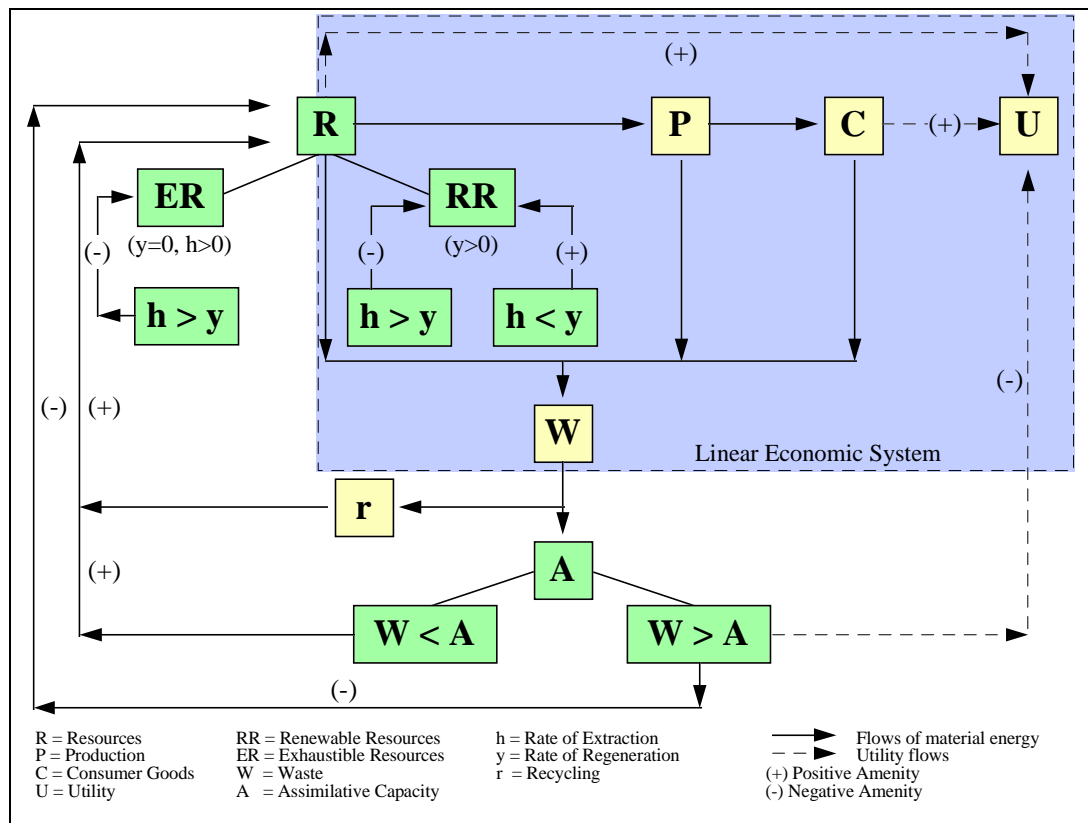 (+)
R
P
C
(+)
U
ER
RR
(y=0, h>0)
(y>0)
(-)
(-)
(+)
h > y
h > y
h < y
(-)
(+)
(-)
W
Linear Economic System
r
A
(+)
W < A
W > A
(-)
R = Resources
P = Production
C = Consumer Goods
U = Utility
RR = Renewable Resources
ER = Exhaustible Resources
W = Waste
A = Assimilative Capacity
h = Rate of Extraction
y = Rate of Regeneration
r = Recycling
Flows of material energy
Utility flows
(+) Positive Amenity
(-) Negative Amenity